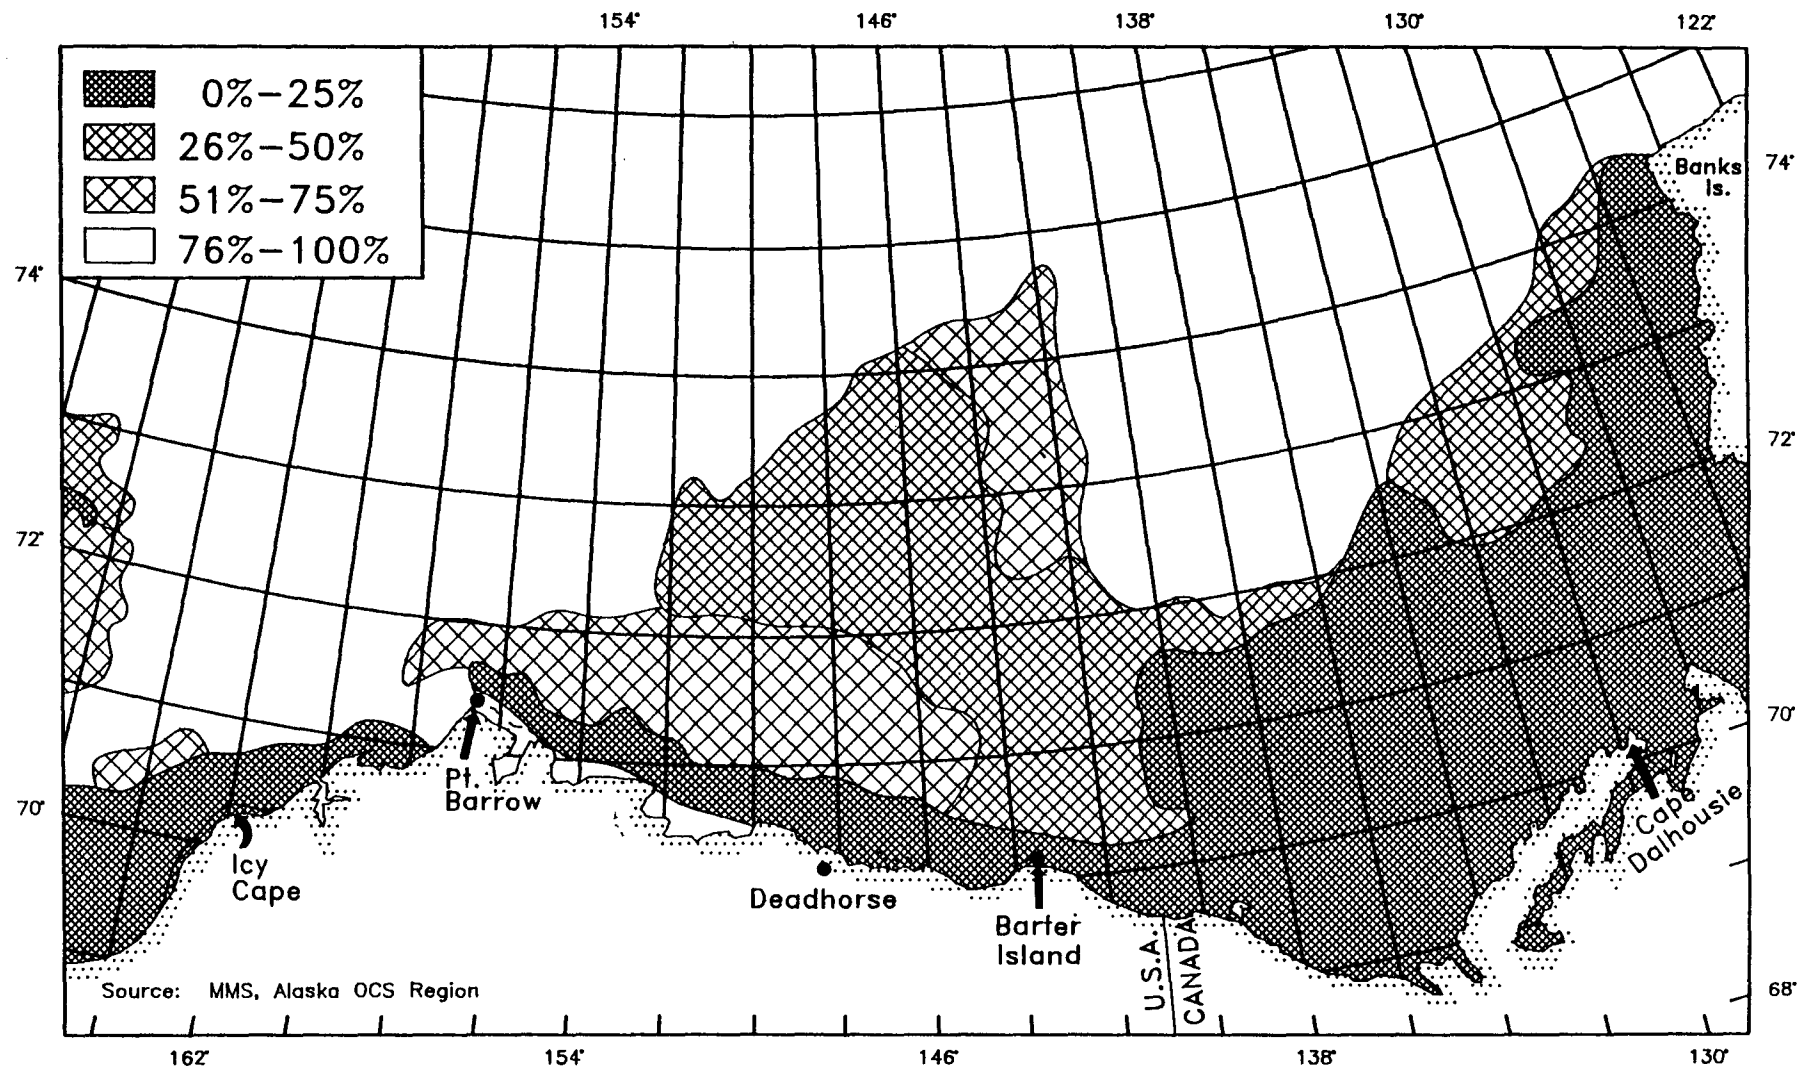 154° 146° 138° 130° 122°
0%-25%
26%-50%
51%-75%
76%-100%
Banks
Is.
74°
74°
72°
72°
70°
70°
68°
Pt.
Barrow
Icy
Cape
Deadhorse
Barter
Island
U.S.A.
CANADA
Cape
Dalhousie
Source: MMS, Alaska OCS Region
162° 154° 146° 138° 130°